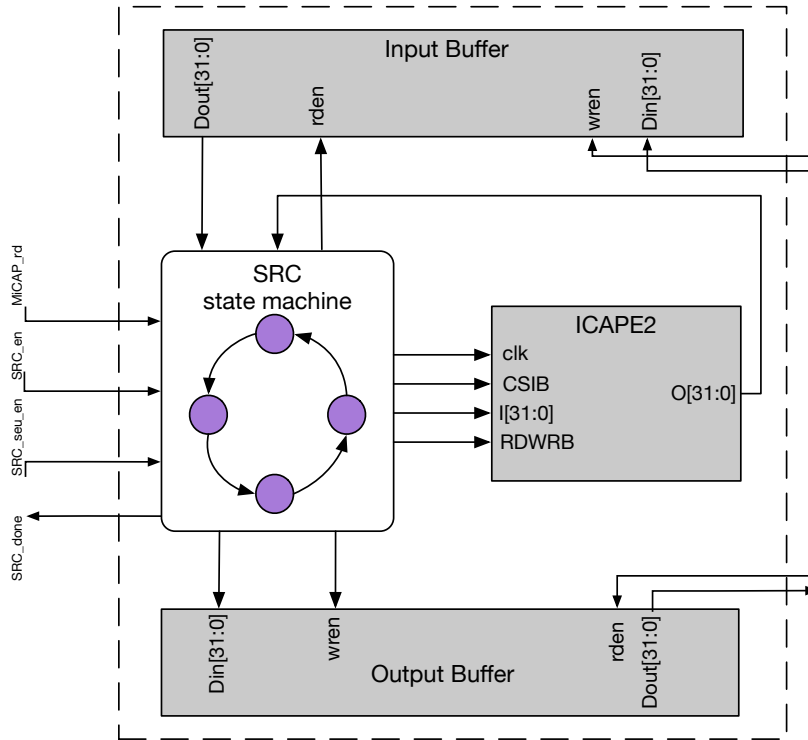 Input Buffer
Dout[31:0]
rden
wren
Din[31:0]
MiCAP_rd
SRC_en
SRC_seu_en
SRC_done
SRC
state machine
ICAPE2
clk
CSIB
I[31:0]
RDWRB
O[31:0]
Din[31:0]
wren
rden
Dout[31:0]
Output Buffer